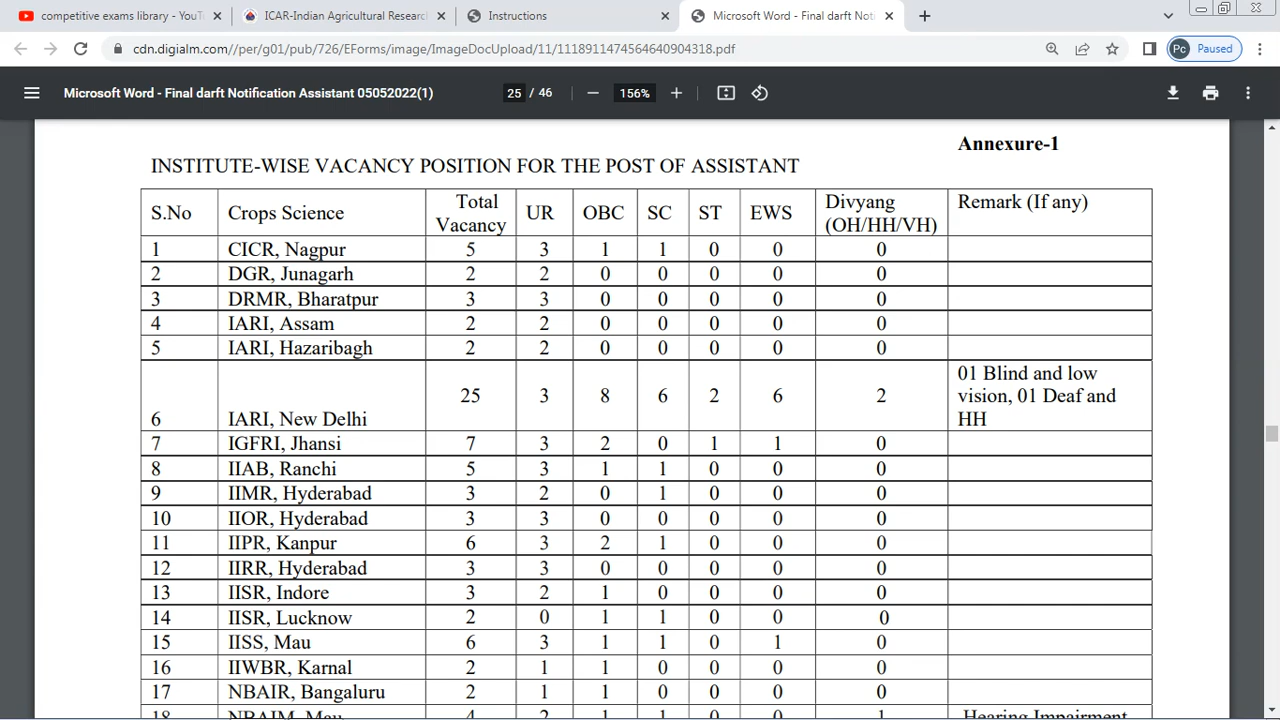 competitive exams library - YouT
ICAR-Indian Agricultural Researc
Instructions
Microsoft Word - Final darft Noti
cdn.digialm.com//per/g01/pub/726/EForms/image/ImageDocUpload/11/1118911474564640904318.pdf
Pc Paused
Microsoft Word - Final darft Notification Assistant 05052022(1)
25 / 46
156%
Annexure-1
INSTITUTE-WISE VACANCY POSITION FOR THE POST OF ASSISTANT
S.No Crops Science Total Vacancy UR OBC SC ST EWS Divyang (OH/HH/VH) Remark (If any)
1 CICR, Nagpur 5 3 1 1 0 0 0
2 DGR, Junagarh 2 2 0 0 0 0 0
3 DRMR, Bharatpur 3 3 0 0 0 0 0
4 IARI, Assam 2 2 0 0 0 0 0
5 IARI, Hazaribagh 2 2 0 0 0 0 0
6 IARI, New Delhi 25 3 8 6 2 6 2 01 Blind and low vision, 01 Deaf and HH
7 IGFRI, Jhansi 7 3 2 0 1 1 0
8 IIAB, Ranchi 5 3 1 1 0 0 0
9 IIMR, Hyderabad 3 2 0 1 0 0 0
10 IIOR, Hyderabad 3 3 0 0 0 0 0
11 IIPR, Kanpur 6 3 2 1 0 0 0
12 IIRR, Hyderabad 3 3 0 0 0 0 0
13 IISR, Indore 3 2 1 0 0 0 0
14 IISR, Lucknow 2 0 1 1 0 0 0
15 IISS, Mau 6 3 1 1 0 1 0
16 IIWBR, Karnal 2 1 1 0 0 0 0
17 NBAIR, Bangaluru 2 1 1 0 0 0 0
18 NBAIM, Mau 4 2 1 0 0 0 1 Hearing Impairment